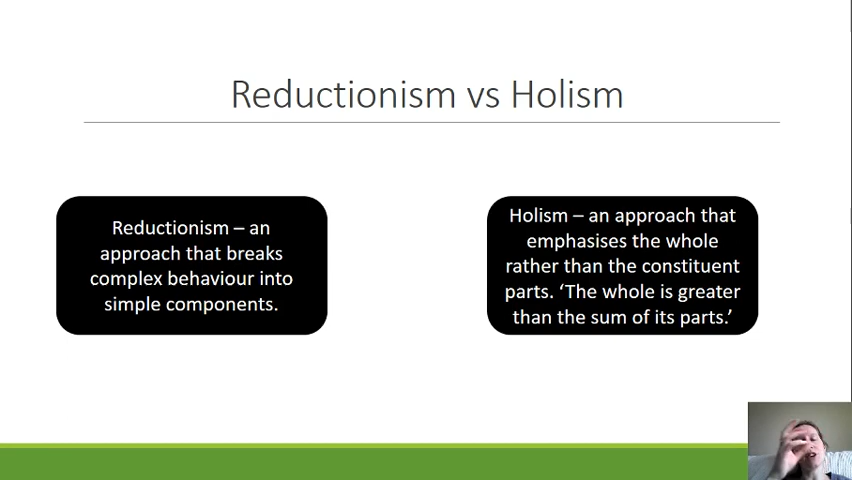 Reductionism vs Holism
Reductionism – an
approach that breaks
complex behaviour into
simple components.
Holism – an approach that
emphasises the whole
rather than the constituent
parts. ‘The whole is greater
than the sum of its parts.’